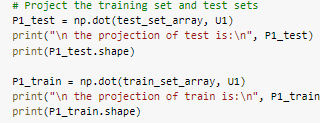 # Project the training set and test sets
P1_test = np.dot(test_set_array, U1)
print("\n the projection of test is:\n", P1_test)
print(P1_test.shape)
P1_train = np.dot(train_set_array, U1)
print("\n the projection of train is:\n", P1_train
print(P1_train.shape)